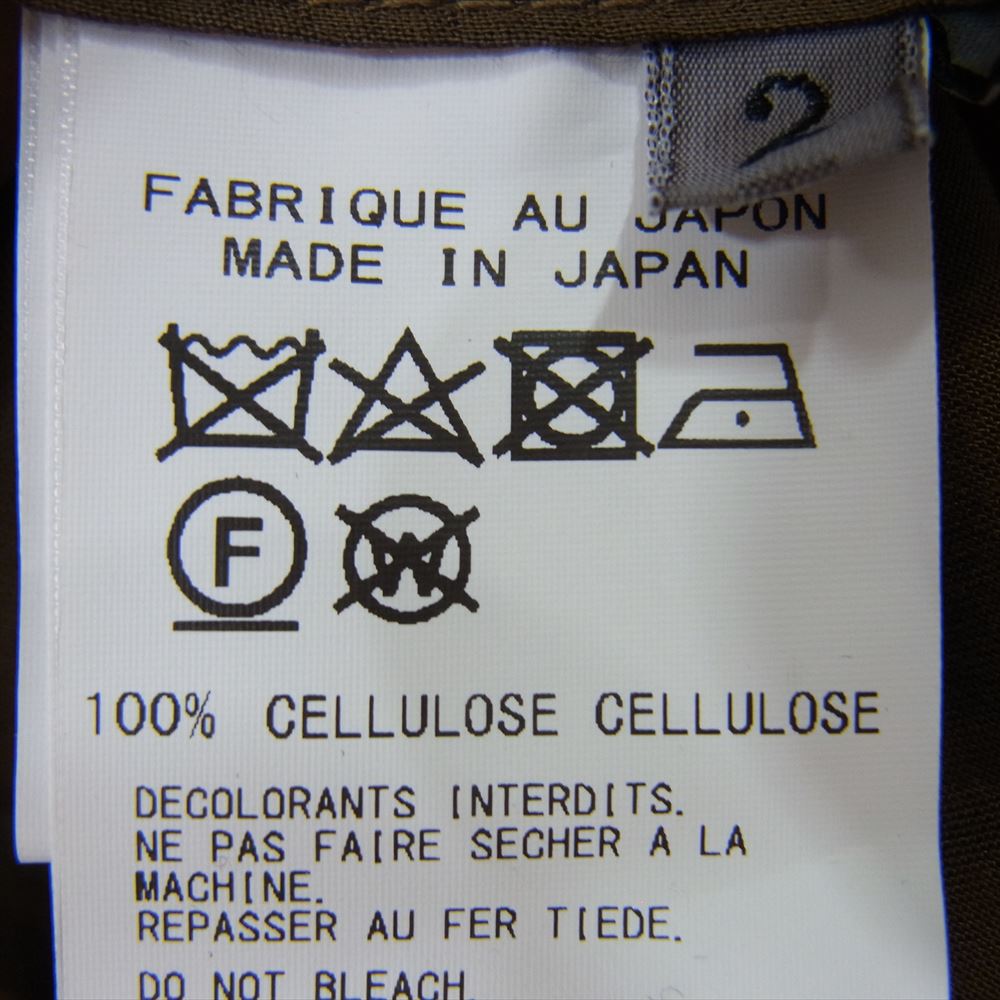 2
FABRIQUE AU JAPON
MADE IN JAPAN
F
W
100% CELLULOSE CELLULOSE
DECOLORANTS INTERDITS.
NE PAS FAIRE SECHER A LA
MACHINE.
REPASSER AU FER TIEDE.
DO NOT BLEACH.